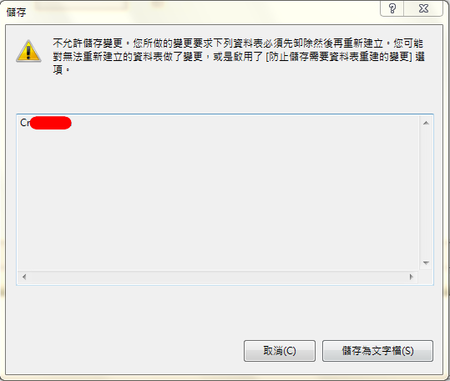 儲存
不允許儲存變更。您所做的變更要求下列資料表必須先卸除然後再重新建立。您可能
對無法重新建立的資料表做了變更，或是啟用了 [防止儲存需要資料表重建的變更] 選
項。
Cr
取消(C)
儲存為文字檔(S)